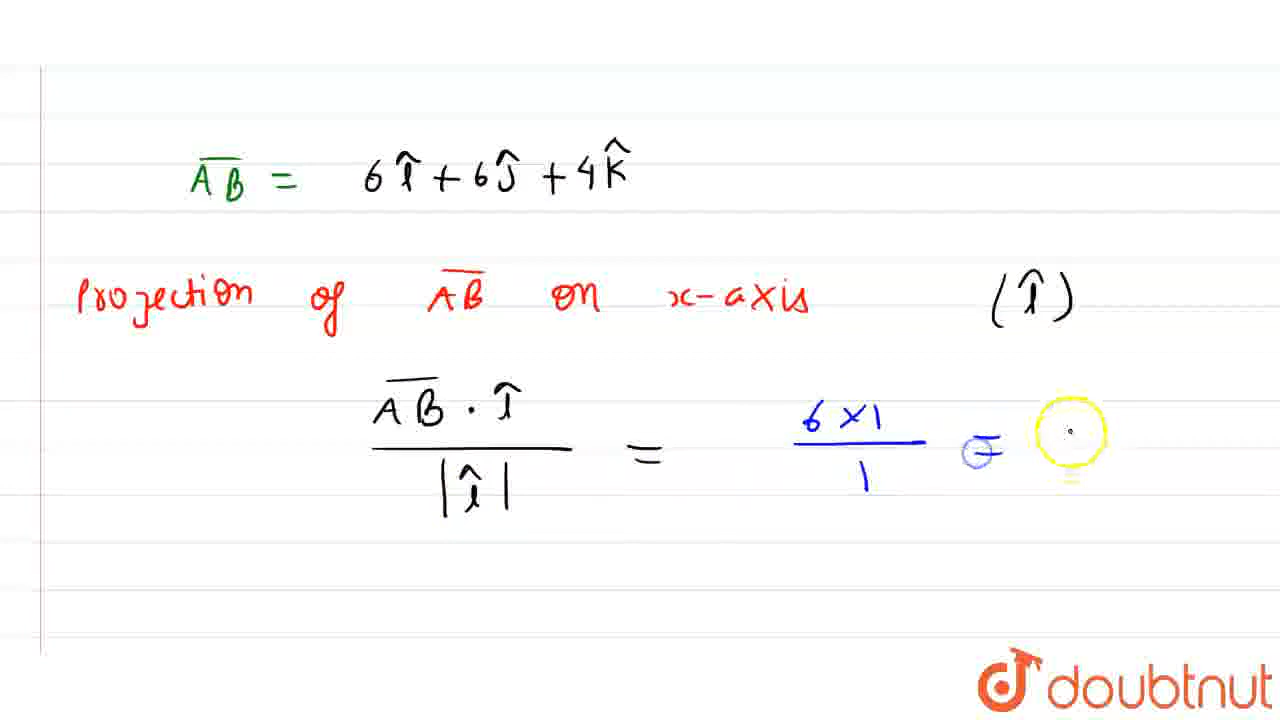 AB = 6î + 6ĵ + 4k̂
Projection of AB on x-axis (î)
AB · î / |î| = 6 × 1 / 1 =
doubtnut